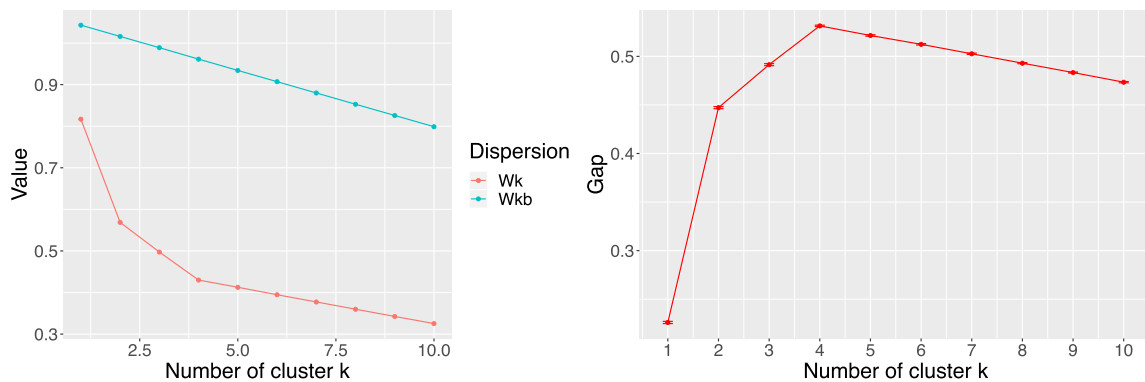 Value
0.9
0.7
0.5
0.3
2.5 5.0 7.5 10.0
Number of cluster k
Dispersion
Wk
Wkb
Gap
0.5
0.4
0.3
1 2 3 4 5 6 7 8 9 10
Number of cluster k